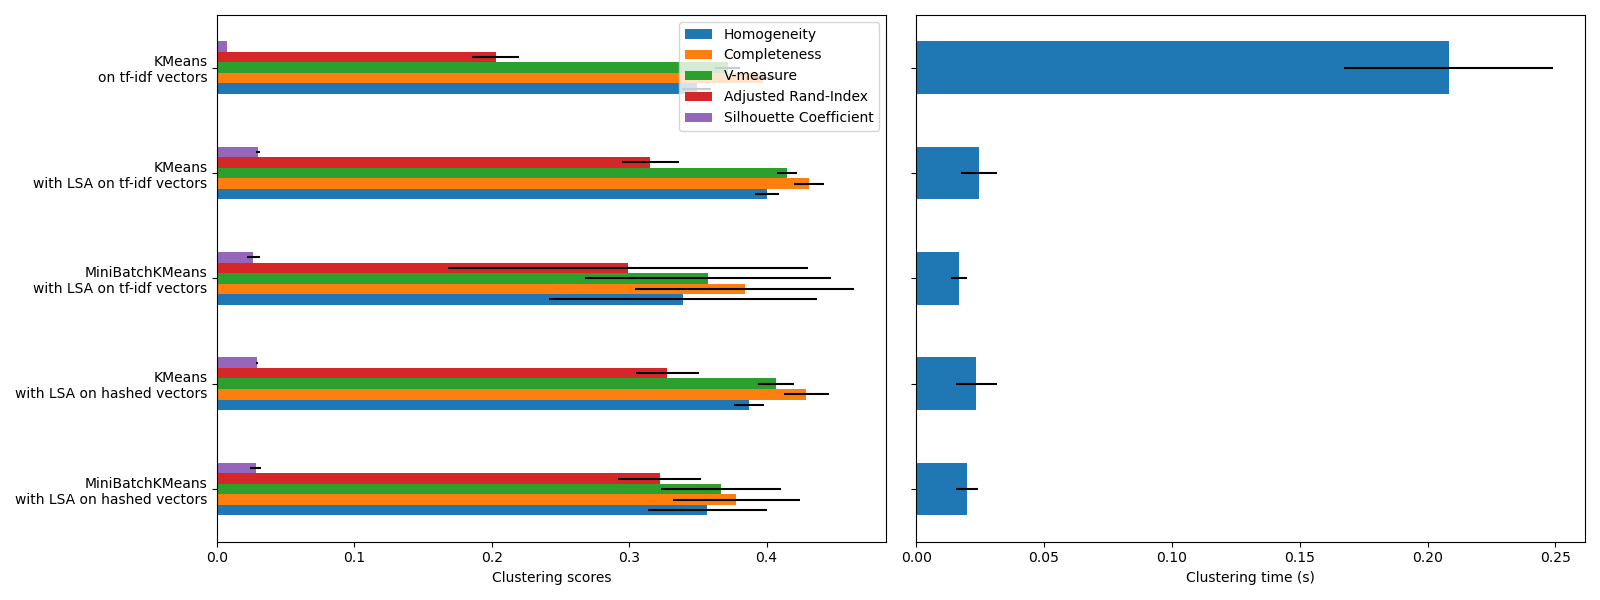 Homogeneity
Completeness
V-measure
Adjusted Rand-Index
Silhouette Coefficient
KMeans
on tf-idf vectors
KMeans
with LSA on tf-idf vectors
MiniBatchKMeans
with LSA on tf-idf vectors
KMeans
with LSA on hashed vectors
MiniBatchKMeans
with LSA on hashed vectors
0.0 0.1 0.2 0.3 0.4
Clustering scores
0.00 0.05 0.10 0.15 0.20 0.25
Clustering time (s)